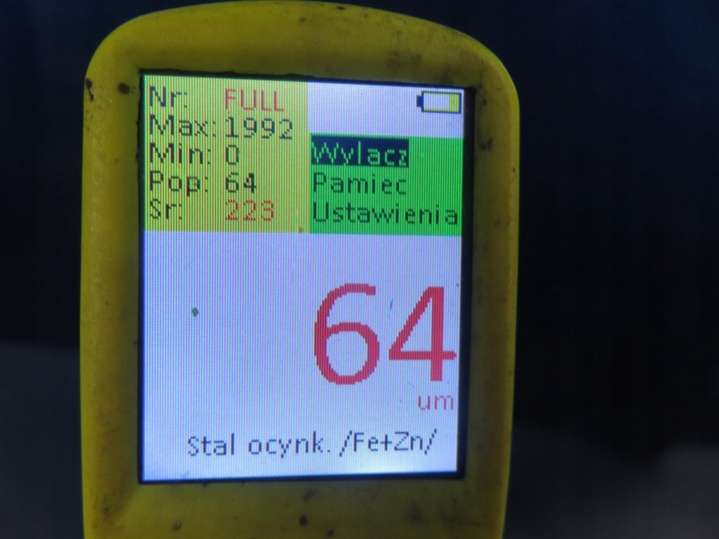 Nr: FULL
Max: 1992
Min: 0
Pop: 64
Sr: 223
Wylacz
Pamiec
Ustawienia
64
um
Stal ocynk. /Fe+Zn/